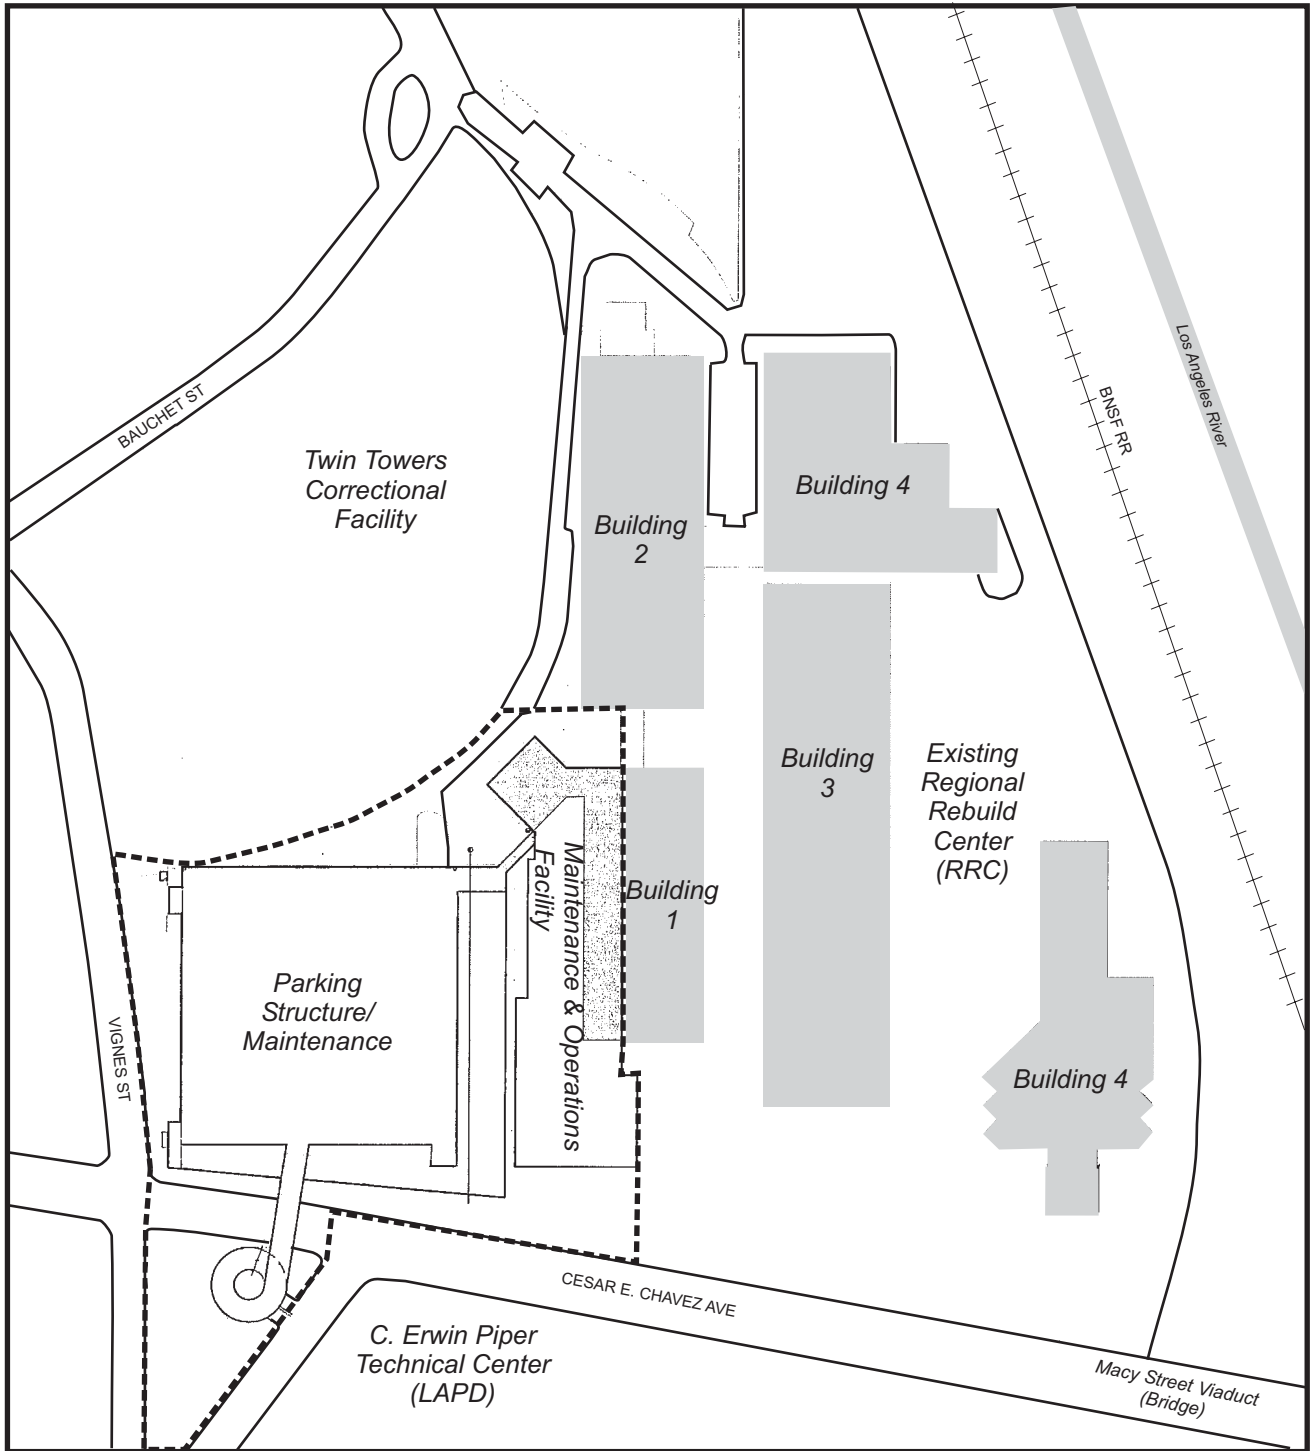 Los Angeles River
BNSF RR
BAUCHET ST
Twin Towers
Correctional
Facility
Building 4
Building
2
Building
3
Existing
Regional
Rebuild
Center
(RRC)
Maintenance & Operations
Facility
Building
1
Parking
Structure/
Maintenance
VIGNES ST
Building 4
CESAR E. CHAVEZ AVE
C. Erwin Piper
Technical Center
(LAPD)
Macy Street Viaduct
(Bridge)